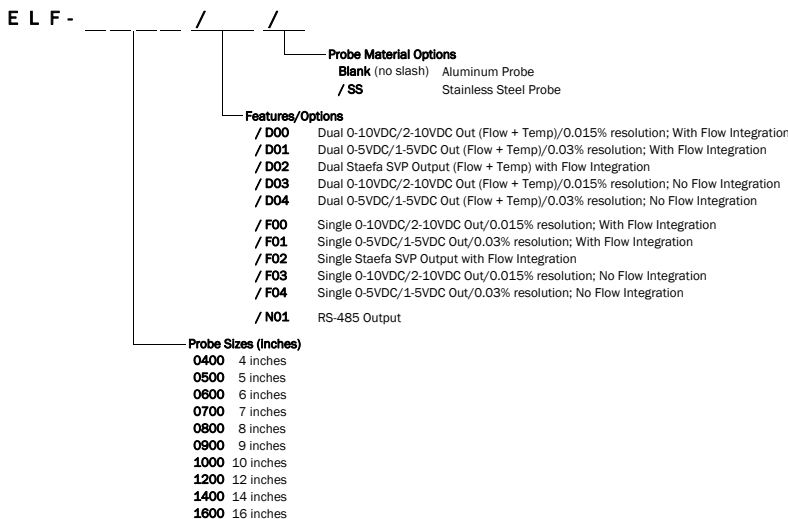 ELF- ____ /___ /__
Probe Material Options
Blank (no slash) Aluminum Probe
/ SS Stainless Steel Probe
Features/Options
/ D00 Dual 0-10VDC/2-10VDC Out (Flow + Temp)/0.015% resolution; With Flow Integration
/ D01 Dual 0-5VDC/1-5VDC Out (Flow + Temp)/0.03% resolution; With Flow Integration
/ D02 Dual Staefa SVP Output (Flow + Temp) with Flow Integration
/ D03 Dual 0-10VDC/2-10VDC Out (Flow + Temp)/0.015% resolution; No Flow Integration
/ D04 Dual 0-5VDC/1-5VDC Out (Flow + Temp)/0.03% resolution; No Flow Integration
/ F00 Single 0-10VDC/2-10VDC Out/0.015% resolution; With Flow Integration
/ F01 Single 0-5VDC/1-5VDC Out/0.03% resolution; With Flow Integration
/ F02 Single Staefa SVP Output with Flow Integration
/ F03 Single 0-10VDC/2-10VDC Out/0.015% resolution; No Flow Integration
/ F04 Single 0-5VDC/1-5VDC Out/0.03% resolution; No Flow Integration
/ N01 RS-485 Output
Probe Sizes (inches)
0400 4 inches
0500 5 inches
0600 6 inches
0700 7 inches
0800 8 inches
0900 9 inches
1000 10 inches
1200 12 inches
1400 14 inches
1600 16 inches